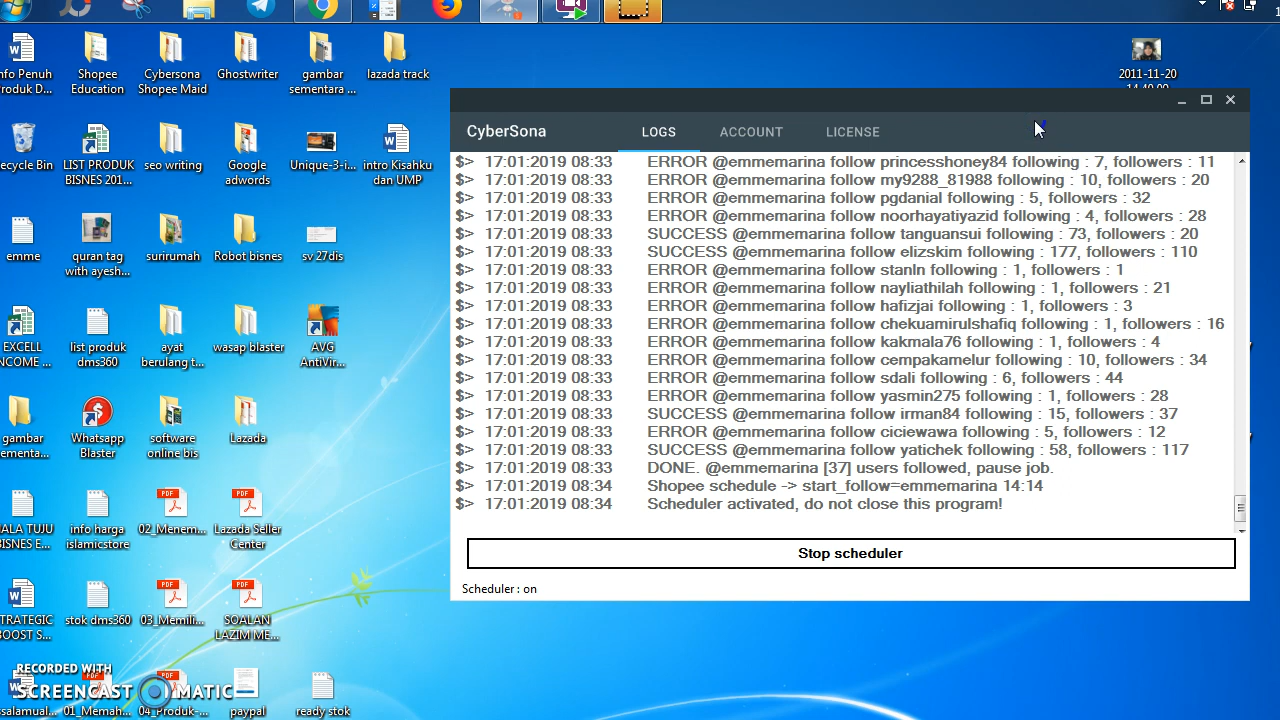 nfo Penuh
roduk D...
Shopee
Education
Cybersona
Shopee Maid
Ghostwriter
gambar
sementara ...
lazada track
2011-11-20
ecycle Bin
LIST PRODUK
BISNES 201...
seo writing
Google
adwords
Unique-3-i...
intro Kisahku
dan UMP
emme
quran tag
with ayesh...
surirumah
Robot bisnes
sv 27dis
EXCELL
NCOME ...
list produk
dms360
ayat
berulang t...
wasap blaster
AVG
AntiVir...
gambar
ementa...
Whatsapp
Blaster
software
online bis
Lazada
ALA TUJU
BISNES E...
info harga
islamicstore
PDF
02_Menem...
PDF
Lazada Seller
Center
TRATEGIC
OOST S...
stok dms360
PDF
03_Memili...
PDF
SOALAN
LAZIM ME...
RECORDED WITH
SCREENCAST MATIC
ssalamual...
01_Memah...
04_Produk-...
paypal
ready stok
CyberSona
LOGS
ACCOUNT
LICENSE
$> 17:01:2019 08:33 ERROR @emmemarina follow princesshoney84 following : 7, followers : 11
$> 17:01:2019 08:33 ERROR @emmemarina follow my9288_81988 following : 10, followers : 20
$> 17:01:2019 08:33 ERROR @emmemarina follow pgdanial following : 5, followers : 32
$> 17:01:2019 08:33 ERROR @emmemarina follow noorhayatiyazid following : 4, followers : 28
$> 17:01:2019 08:33 SUCCESS @emmemarina follow tanguansui following : 73, followers : 20
$> 17:01:2019 08:33 SUCCESS @emmemarina follow elizskim following : 177, followers : 110
$> 17:01:2019 08:33 ERROR @emmemarina follow stanln following : 1, followers : 1
$> 17:01:2019 08:33 ERROR @emmemarina follow nayliathilah following : 1, followers : 21
$> 17:01:2019 08:33 ERROR @emmemarina follow hafizjai following : 1, followers : 3
$> 17:01:2019 08:33 ERROR @emmemarina follow chekuamirulshafiq following : 1, followers : 16
$> 17:01:2019 08:33 ERROR @emmemarina follow kakmala76 following : 1, followers : 4
$> 17:01:2019 08:33 ERROR @emmemarina follow cempakamelur following : 10, followers : 34
$> 17:01:2019 08:33 ERROR @emmemarina follow sdali following : 6, followers : 44
$> 17:01:2019 08:33 ERROR @emmemarina follow yasmin275 following : 1, followers : 28
$> 17:01:2019 08:33 SUCCESS @emmemarina follow irman84 following : 15, followers : 37
$> 17:01:2019 08:33 ERROR @emmemarina follow ciciewawa following : 5, followers : 12
$> 17:01:2019 08:33 SUCCESS @emmemarina follow yatichek following : 58, followers : 117
$> 17:01:2019 08:33 DONE. @emmemarina [37] users followed, pause job.
$> 17:01:2019 08:34 Shopee schedule -> start_follow=emmemarina 14:14
$> 17:01:2019 08:34 Scheduler activated, do not close this program!
Stop scheduler
Scheduler : on